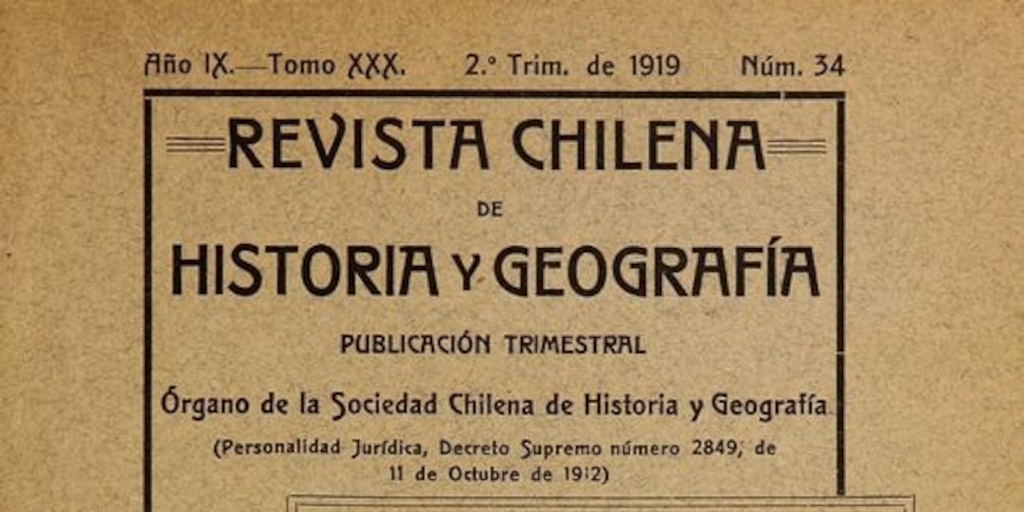 Año IX.—Tomo XXX. 2.º Trim. de 1919 Núm. 34
REVISTA CHILENA
DE
HISTORIA Y GEOGRAFÍA
PUBLICACIÓN TRIMESTRAL
Órgano de la Sociedad Chilena de Historia y Geografía
(Personalidad Jurídica, Decreto Supremo número 2849, de
11 de Octubre de 1912)